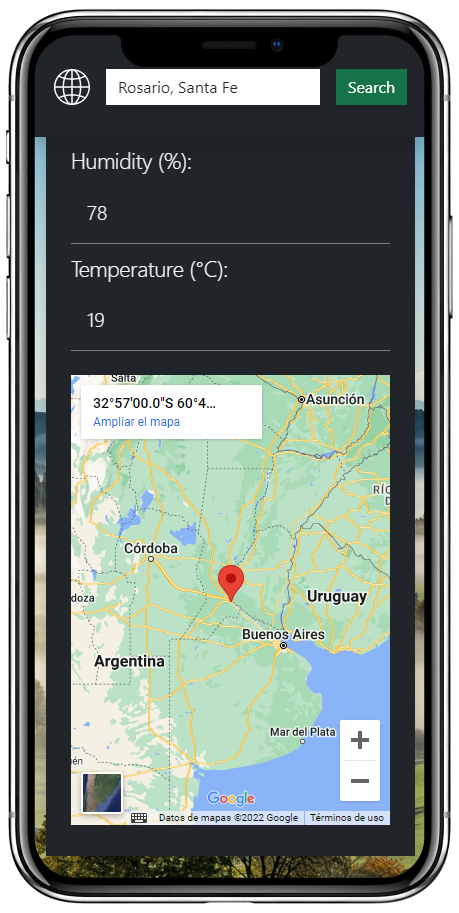 Rosario, Santa Fe
Search
Humidity (%):
78
Temperature (°C):
19
Salta
32°57'00.0"S 60°4...
Ampliar el mapa
Asunción
RÍO
Córdoba
doza
Uruguay
Buenos Aires
Argentina
Mar del Plata
én
+
−
Google
Datos de mapas ©2022 Google
Términos de uso